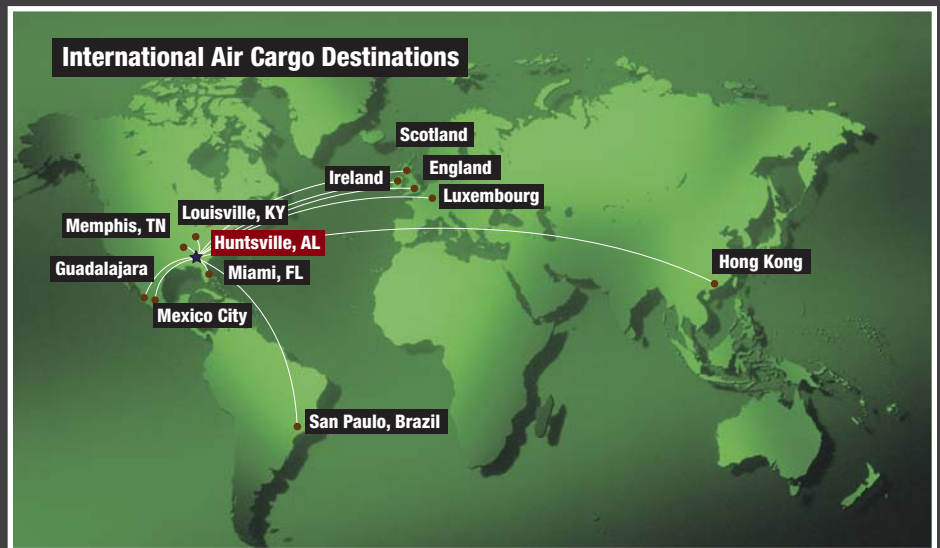 International Air Cargo Destinations
Scotland
England
Ireland
Luxembourg
Louisville, KY
Memphis, TN
Huntsville, AL
Hong Kong
Guadalajara
Miami, FL
Mexico City
San Paulo, Brazil